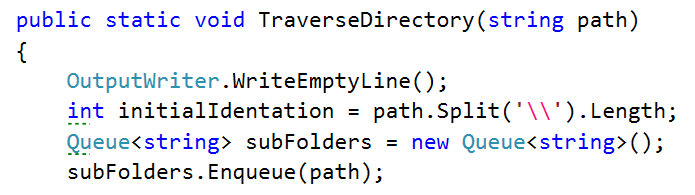 public static void TraverseDirectory(string path)
{
OutputWriter.WriteEmptyLine();
int initialIdentation = path.Split('\\').Length;
Queue<string> subFolders = new Queue<string>();
subFolders.Enqueue(path);